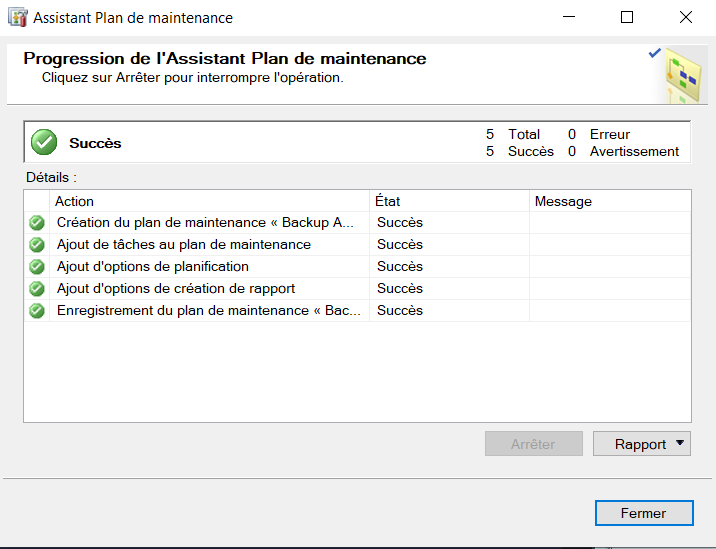 Assistant Plan de maintenance
Progression de l'Assistant Plan de maintenance
Cliquez sur Arrêter pour interrompre l'opération.
Succès
5 Total 0 Erreur
5 Succès 0 Avertissement
Détails :
Action État Message
Création du plan de maintenance « Backup A... Succès
Ajout de tâches au plan de maintenance Succès
Ajout d'options de planification Succès
Ajout d'options de création de rapport Succès
Enregistrement du plan de maintenance « Bac... Succès
Arrêter Rapport
Fermer